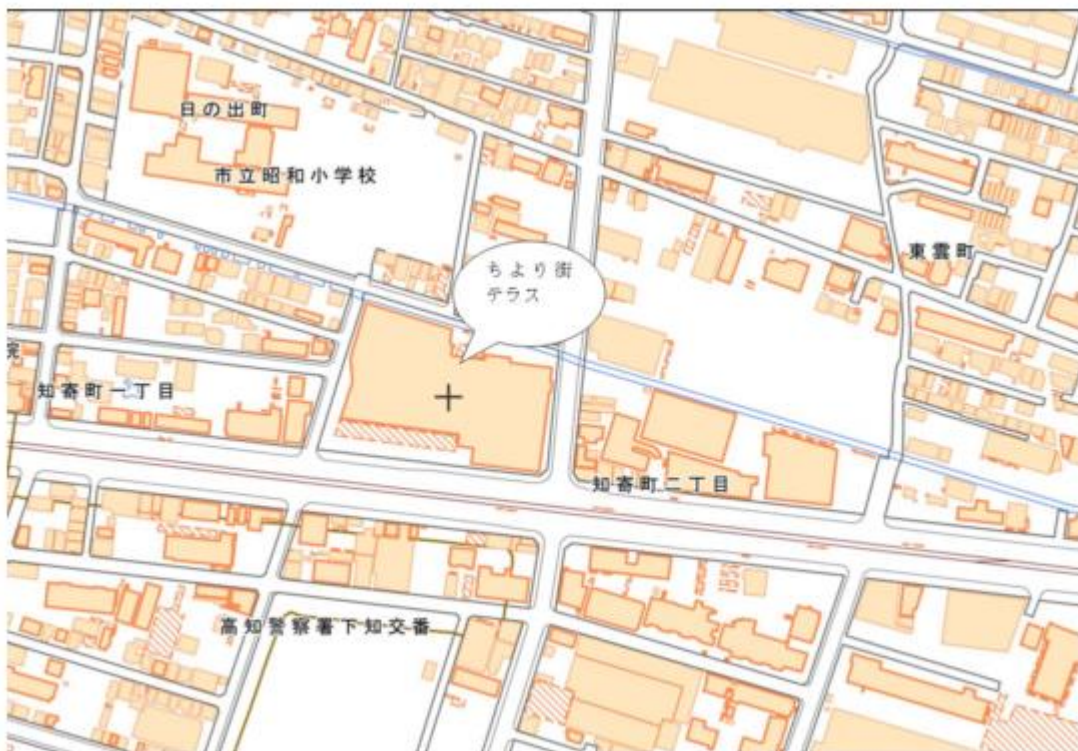 日の出町
市立昭和小学校
東雲町
ちより街
テラス
院
知寄町一丁目
知寄町二丁目
高知警察署下知交番